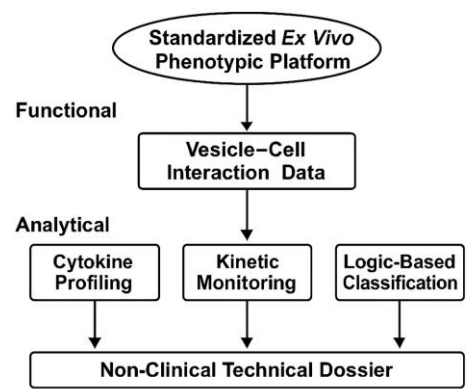 Standardized Ex Vivo
Phenotypic Platform
Functional
Vesicle–Cell
Interaction Data
Analytical
Cytokine
Profiling
Kinetic
Monitoring
Logic-Based
Classification
Non-Clinical Technical Dossier